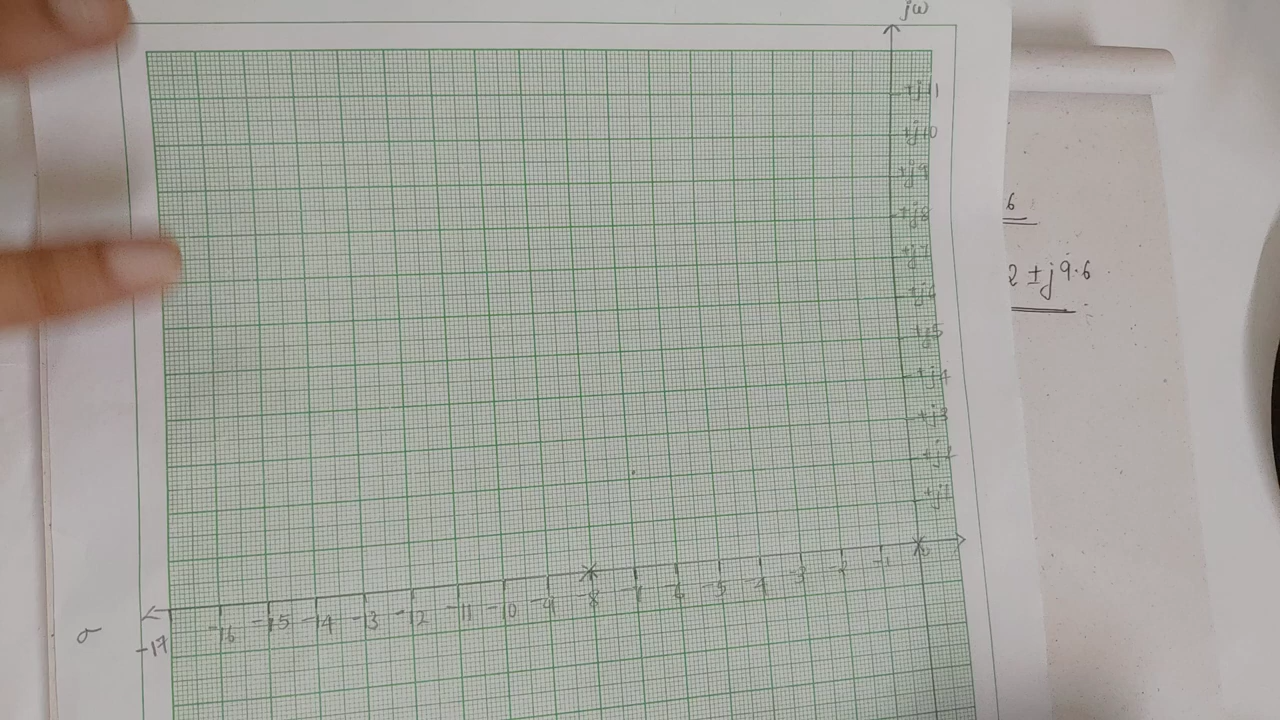 jω
+j11
+j10
+j9
+j8
+j7
+j6
+j5
+j4
+j3
+j2
+j1
6
2 ± j9.6
-17 -16 -15 -14 -13 -12 -11 -10 -9 -8 -7 -6 -5 -4 -3 -2 -1 0
σ